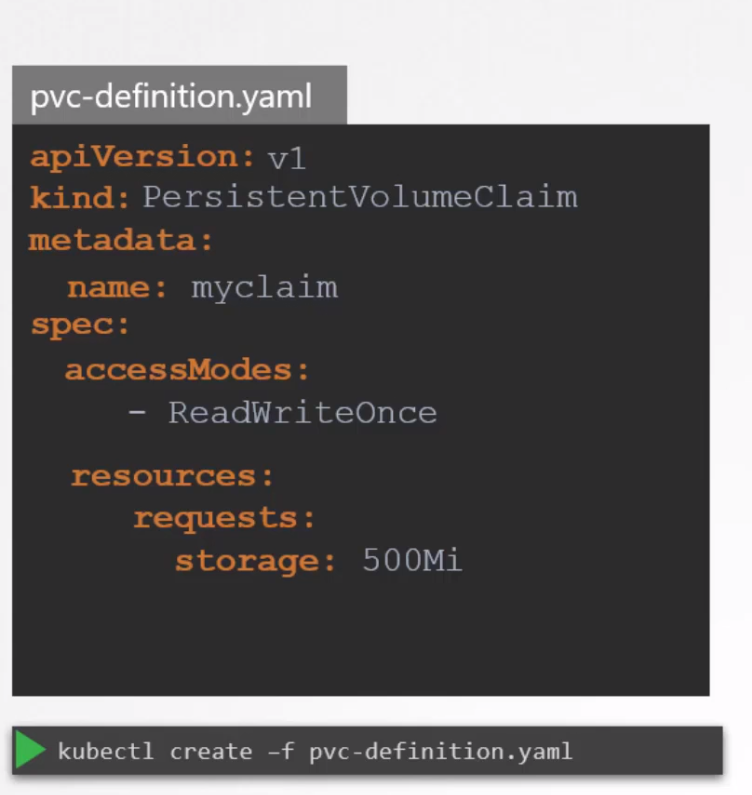 pvc-definition.yaml
apiVersion: v1
kind: PersistentVolumeClaim
metadata:
name: myclaim
spec:
accessModes:
- ReadWriteOnce
resources:
requests:
storage: 500Mi
kubectl create –f pvc-definition.yaml